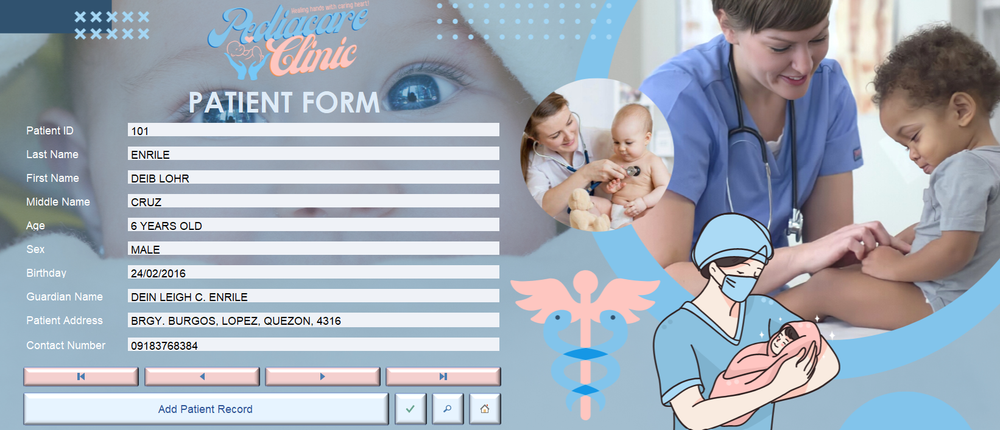 Healing hands with caring heart!
Pediacare
Clinic
PATIENT FORM
Patient ID 101
Last Name ENRILE
First Name DEIB LOHR
Middle Name CRUZ
Age 6 YEARS OLD
Sex MALE
Birthday 24/02/2016
Guardian Name DEIN LEIGH C. ENRILE
Patient Address BRGY. BURGOS, LOPEZ, QUEZON, 4316
Contact Number 09183768384
Add Patient Record